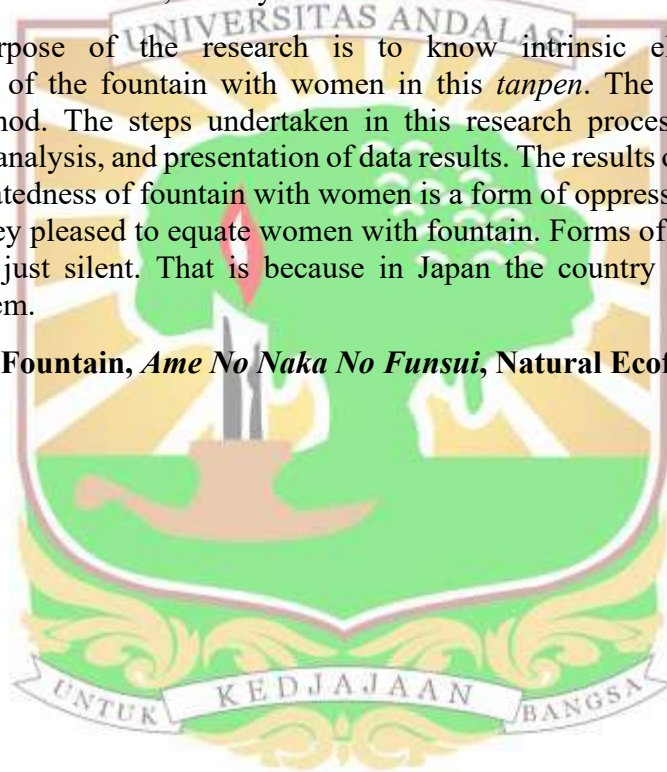 UNIVERSITAS ANDALAS
rpose of the research is to know intrinsic el
of the fountain with women in this tanpen. The
nod. The steps undertaken in this research proces
analysis, and presentation of data results. The results o
atedness of fountain with women is a form of oppress
ey pleased to equate women with fountain. Forms of
just silent. That is because in Japan the country
em.
Fountain, Ame No Naka No Funsui, Natural Ecof
UNTUK KEDJAJAAN BANGSA